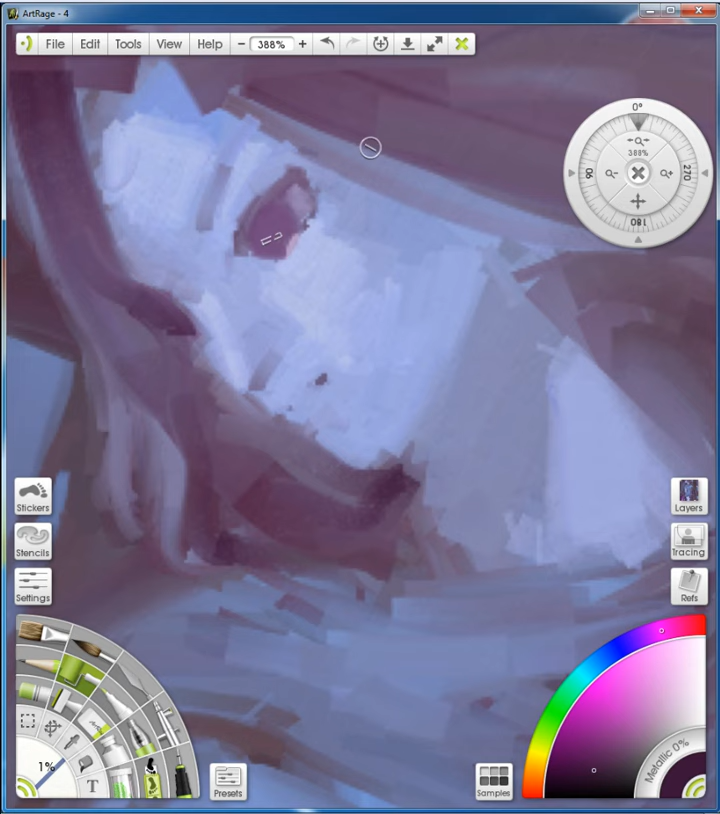 ArtRage - 4
File Edit Tools View Help − 388% + 
0°
388%
90
270
180
Stickers
Stencils
Settings
Layers
Tracing
Refs
1%
T
Presets
Samples
Metallic 0%